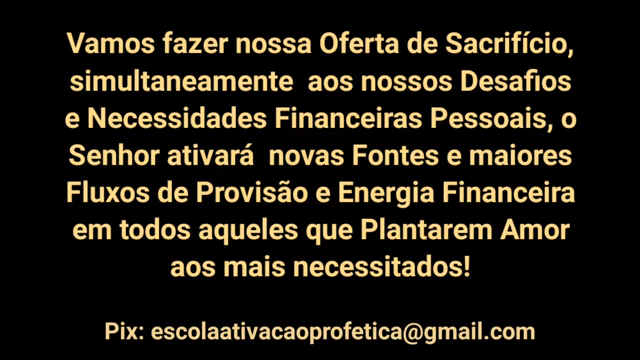 Vamos fazer nossa Oferta de Sacrifício,
simultaneamente aos nossos Desafios
e Necessidades Financeiras Pessoais, o
Senhor ativará novas Fontes e maiores
Fluxos de Provisão e Energia Financeira
em todos aqueles que Plantarem Amor
aos mais necessitados!
Pix: escolaativacaoprofetica@gmail.com